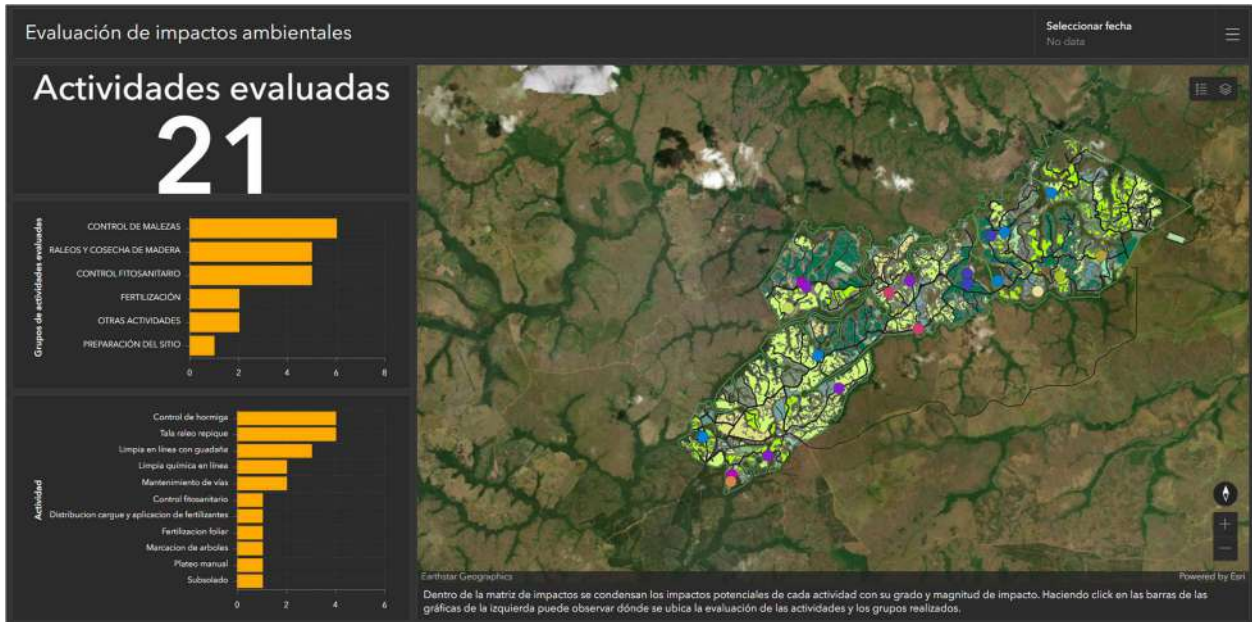 Evaluación de impactos ambientales
Seleccionar fecha
No data
Actividades evaluadas
21
Grupos de actividades evaluadas
CONTROL DE MALEZAS
RALEOS Y COSECHA DE MADERA
CONTROL FITOSANITARIO
FERTILIZACIÓN
OTRAS ACTIVIDADES
PREPARACIÓN DEL SITIO
0 2 4 6 8
Actividad
Control de hormiga
Tala raleo repique
Limpia en línea con guadaña
Limpia química en línea
Mantenimiento de vías
Control fitosanitario
Distribucion cargue y aplicacion de fertilizantes
Fertilizacion foliar
Marcacion de arboles
Plateo manual
Subsolado
0 2 4 6
Earthstar Geographics
Powered by Esri
Dentro de la matriz de impactos se condensan los impactos potenciales de cada actividad con su grado y magnitud de impacto. Haciendo click en las barras de las
gráficas de la izquierda puede observar dónde se ubica la evaluación de las actividades y los grupos realizados.